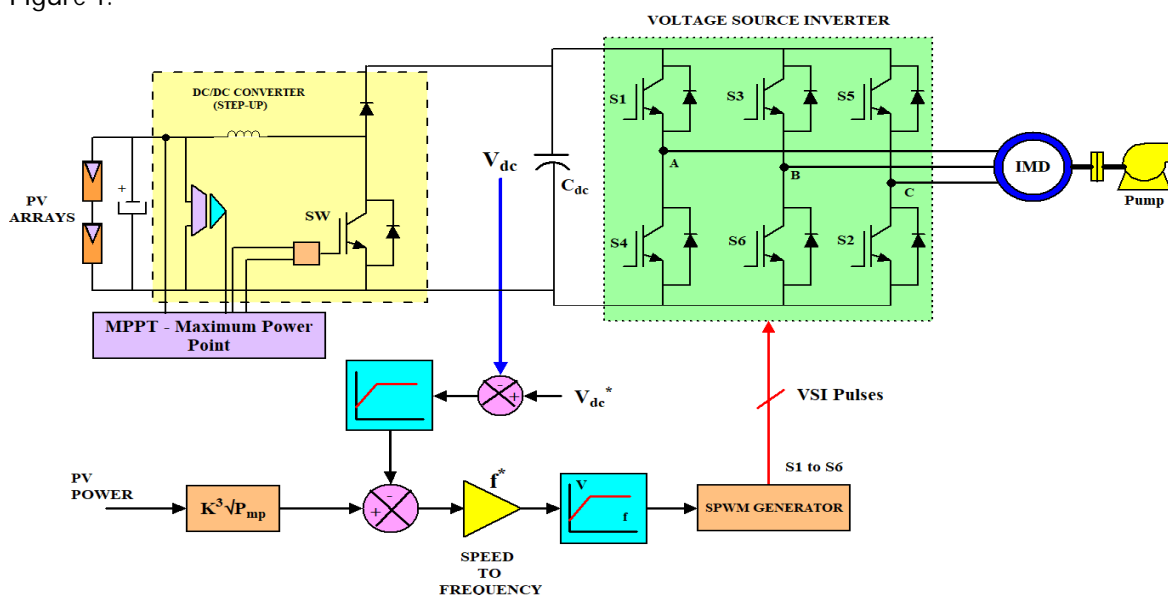 Figure 1.
VOLTAGE SOURCE INVERTER
DC/DC CONVERTER
(STEP-UP)
S1
S3
S5
PV
ARRAYS
+
SW
V_dc
C_dc
A
B
C
IMD
Pump
S4
S6
S2
MPPT - Maximum Power
Point
-
+
V_dc*
VSI Pulses
PV
POWER
K³√P_mp
-
+
f*
V
f
S1 to S6
SPWM GENERATOR
SPEED
TO
FREQUENCY